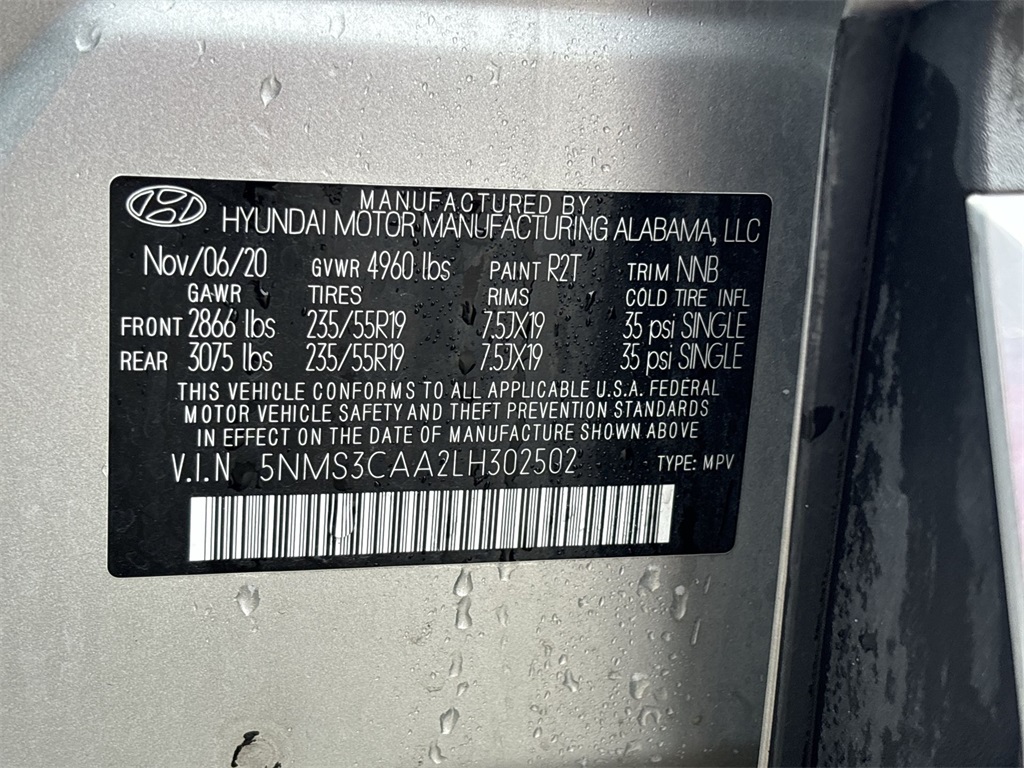 MANUFACTURED BY
HYUNDAI MOTOR MANUFACTURING ALABAMA, LLC
Nov/06/20 GVWR 4960 lbs PAINT R2T TRIM NNB
GAWR TIRES RIMS COLD TIRE INFL
FRONT 2866 lbs 235/55R19 7.5JX19 35 psi SINGLE
REAR 3075 lbs 235/55R19 7.5JX19 35 psi SINGLE
THIS VEHICLE CONFORMS TO ALL APPLICABLE U.S.A. FEDERAL
MOTOR VEHICLE SAFETY AND THEFT PREVENTION STANDARDS
IN EFFECT ON THE DATE OF MANUFACTURE SHOWN ABOVE
V.I.N 5NMS3CAA2LH302502 TYPE: MPV